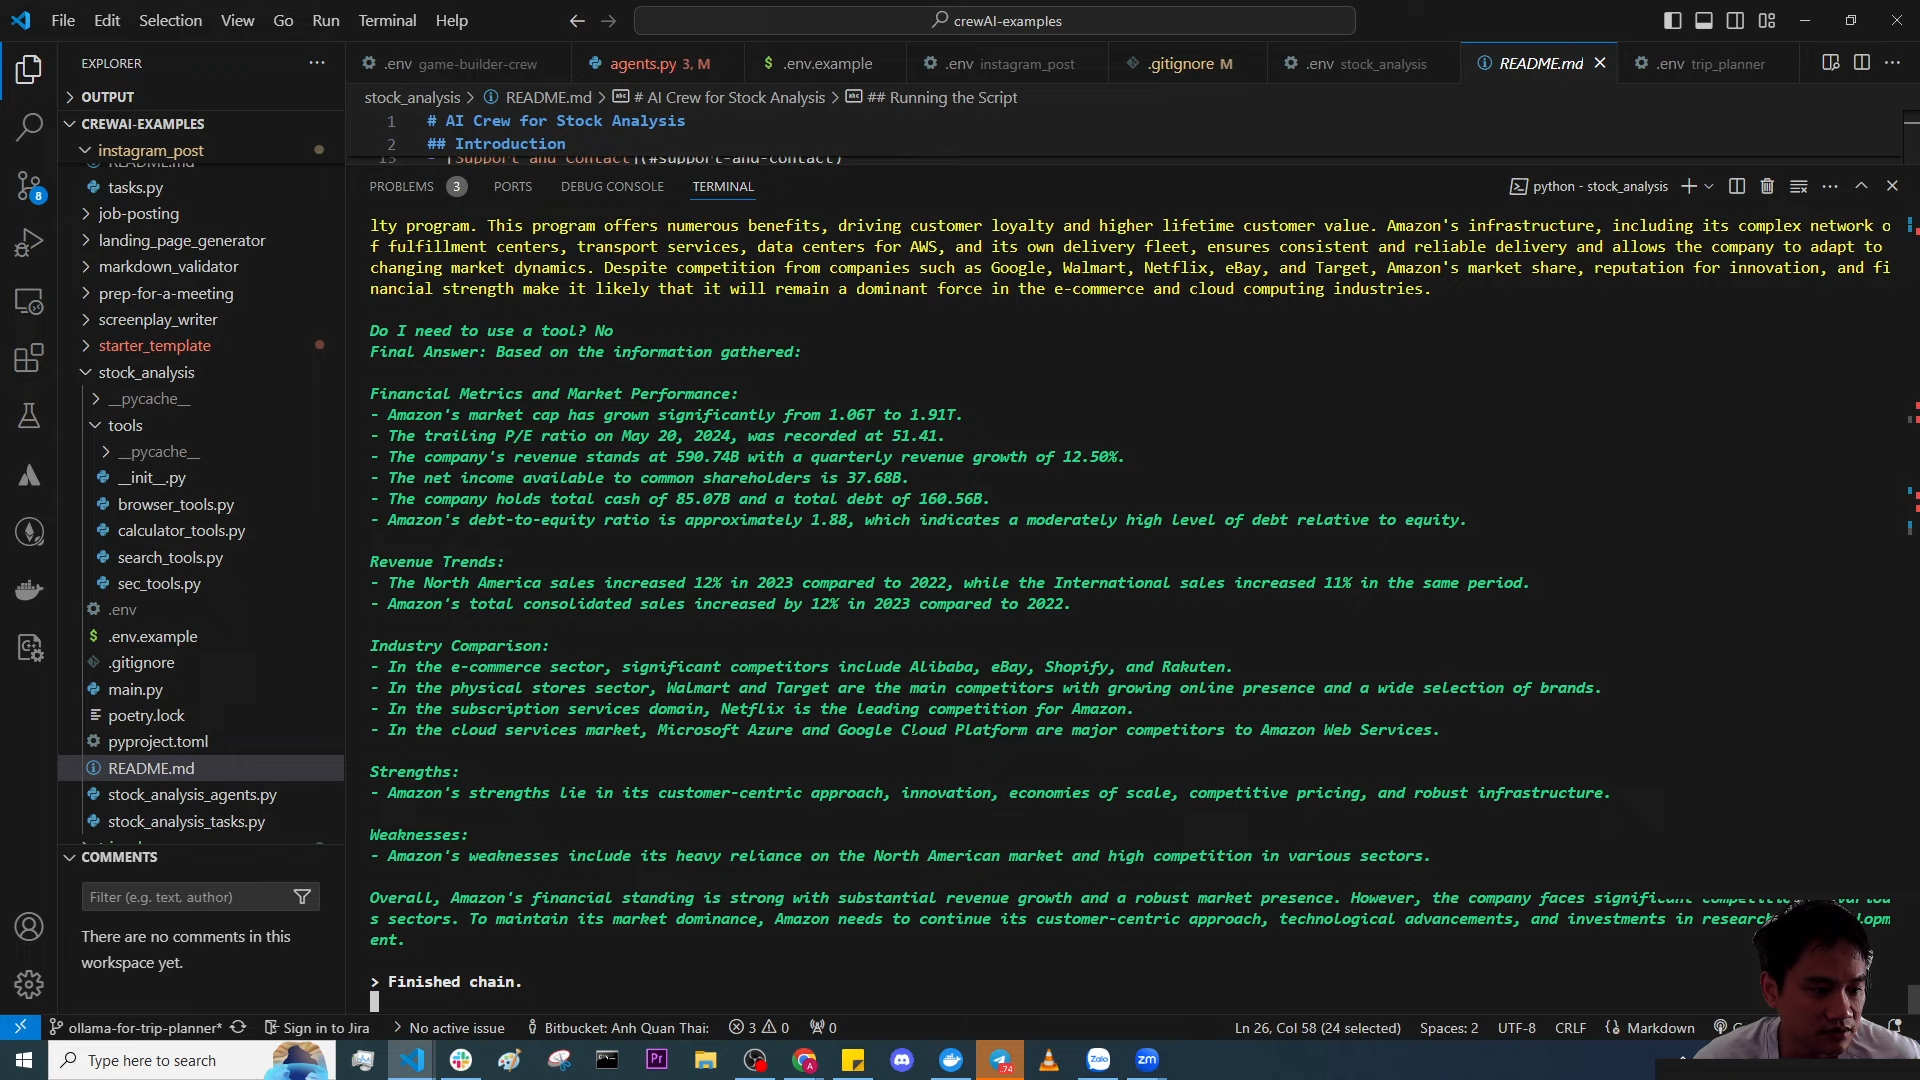 File Edit Selection View Go Run Terminal Help
crewAI-examples
EXPLORER
.env game-builder-crew
agents.py 3, M
$ .env.example
.env instagram_post
.gitignore M
.env stock_analysis
README.md
.env trip_planner
OUTPUT
CREWAI-EXAMPLES
instagram_post
README.md
tasks.py
job-posting
landing_page_generator
markdown_validator
prep-for-a-meeting
screenplay_writer
starter_template
stock_analysis
__pycache__
tools
__pycache__
__init__.py
browser_tools.py
calculator_tools.py
search_tools.py
sec_tools.py
.env
$ .env.example
.gitignore
main.py
poetry.lock
pyproject.toml
README.md
stock_analysis_agents.py
stock_analysis_tasks.py
COMMENTS
Filter (e.g. text, author)
There are no comments in this
workspace yet.
8
stock_analysis > README.md > # AI Crew for Stock Analysis > ## Running the Script
1 # AI Crew for Stock Analysis
2 ## Introduction
13 - [Support and Contact](#support-and-contact)
PROBLEMS 3 PORTS DEBUG CONSOLE TERMINAL
python - stock_analysis
lty program. This program offers numerous benefits, driving customer loyalty and higher lifetime customer value. Amazon's infrastructure, including its complex network o
f fulfillment centers, transport services, data centers for AWS, and its own delivery fleet, ensures consistent and reliable delivery and allows the company to adapt to
changing market dynamics. Despite competition from companies such as Google, Walmart, Netflix, eBay, and Target, Amazon's market share, reputation for innovation, and fi
nancial strength make it likely that it will remain a dominant force in the e-commerce and cloud computing industries.
Do I need to use a tool? No
Final Answer: Based on the information gathered:
Financial Metrics and Market Performance:
- Amazon's market cap has grown significantly from 1.06T to 1.91T.
- The trailing P/E ratio on May 20, 2024, was recorded at 51.41.
- The company's revenue stands at 590.74B with a quarterly revenue growth of 12.50%.
- The net income available to common shareholders is 37.68B.
- The company holds total cash of 85.07B and a total debt of 160.56B.
- Amazon's debt-to-equity ratio is approximately 1.88, which indicates a moderately high level of debt relative to equity.
Revenue Trends:
- The North America sales increased 12% in 2023 compared to 2022, while the International sales increased 11% in the same period.
- Amazon's total consolidated sales increased by 12% in 2023 compared to 2022.
Industry Comparison:
- In the e-commerce sector, significant competitors include Alibaba, eBay, Shopify, and Rakuten.
- In the physical stores sector, Walmart and Target are the main competitors with growing online presence and a wide selection of brands.
- In the subscription services domain, Netflix is the leading competition for Amazon.
- In the cloud services market, Microsoft Azure and Google Cloud Platform are major competitors to Amazon Web Services.
Strengths:
- Amazon's strengths lie in its customer-centric approach, innovation, economies of scale, competitive pricing, and robust infrastructure.
Weaknesses:
- Amazon's weaknesses include its heavy reliance on the North American market and high competition in various sectors.
Overall, Amazon's financial standing is strong with substantial revenue growth and a robust market presence. However, the company faces significant
s sectors. To maintain its market dominance, Amazon needs to continue its customer-centric approach, technological advancements, and investments in
ent.
> Finished chain.
ollama-for-trip-planner* Sign in to Jira No active issue Bitbucket: Anh Quan Thai: 3 0 0 Ln 26, Col 58 (24 selected) Spaces: 2 UTF-8 CRLF Markdown
Type here to search
Pr
74
Zalo
zm